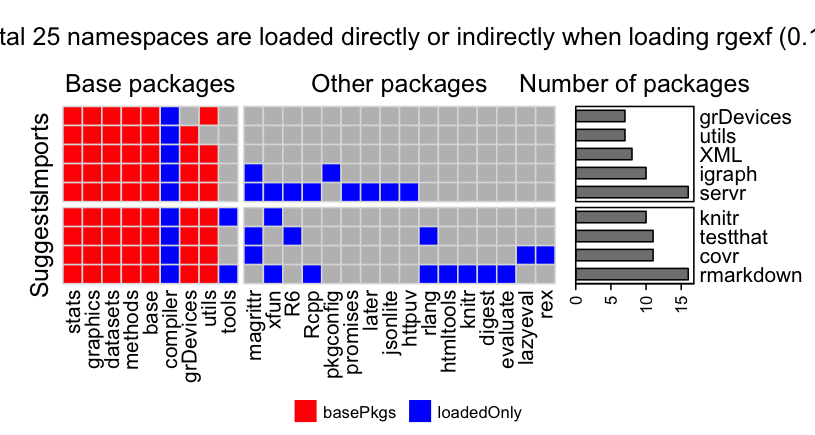 tal 25 namespaces are loaded directly or indirectly when loading rgexf (0.1
Base packages
Other packages
Number of packages
Imports
Suggests
grDevices
utils
XML
igraph
servr
knitr
testthat
covr
rmarkdown
stats
graphics
datasets
methods
base
compiler
grDevices
utils
tools
magrittr
xfun
R6
Rcpp
pkgconfig
promises
later
jsonlite
httpuv
rlang
htmltools
knitr
digest
evaluate
lazyeval
rex
0
5
10
15
basePkgs
loadedOnly